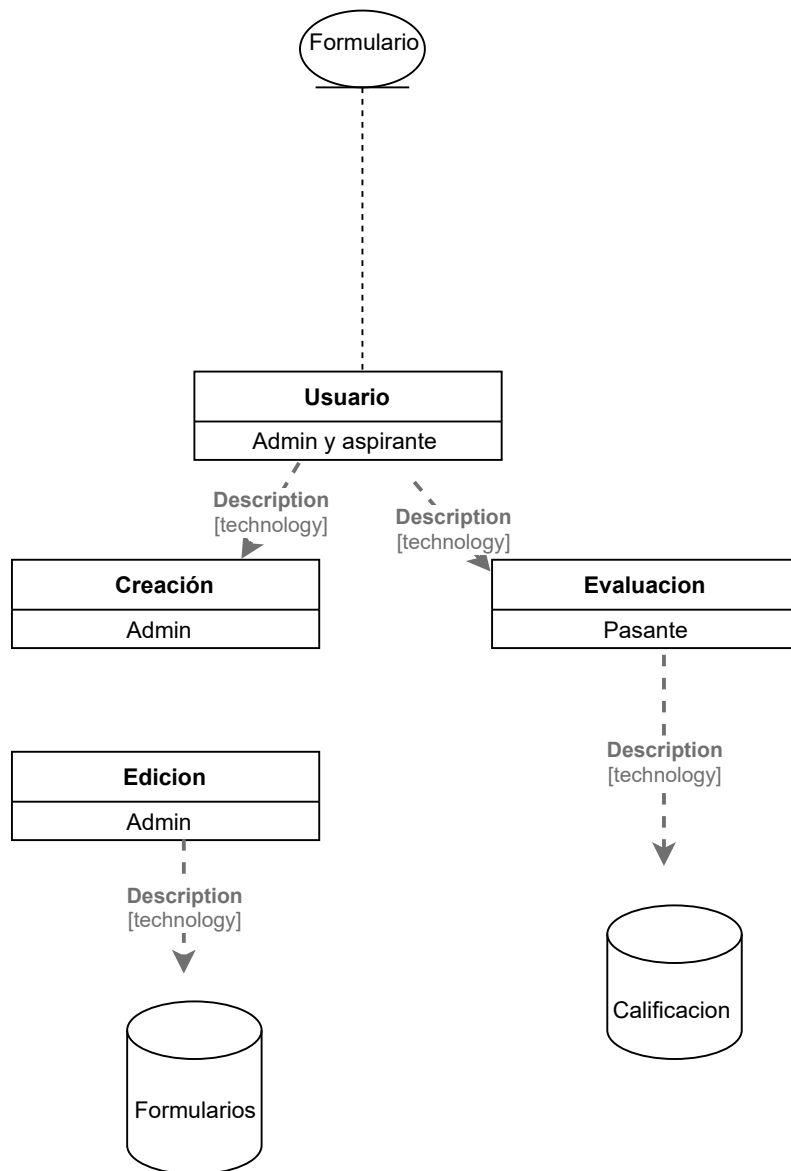 Formulario
Usuario
Admin y aspirante
Description
[technology]
Description
[technology]
Creación
Admin
Evaluacion
Pasante
Edicion
Admin
Description
[technology]
Description
[technology]
Calificacion
Formularios